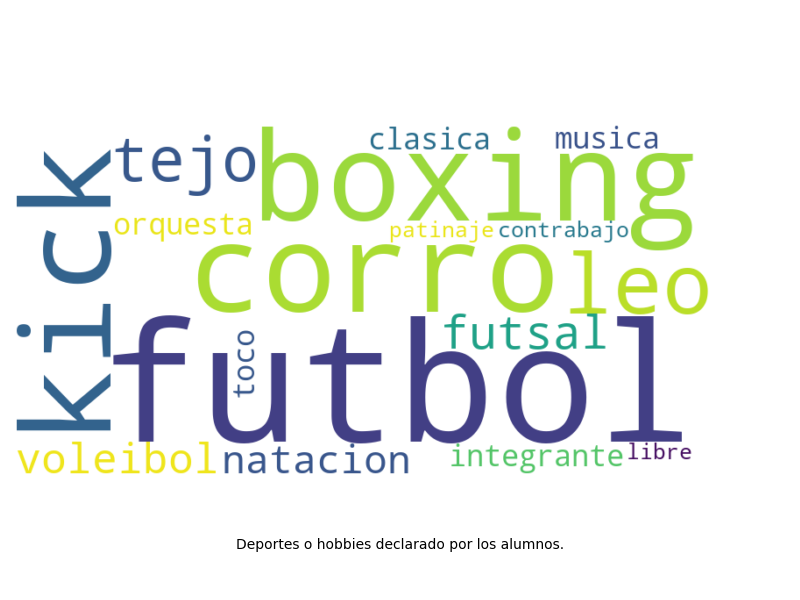 kick
tejo
boxing
clasica
musica
orquesta
patinaje
contrabajo
corro
leo
futbol
toco
futsal
voleibol
natacion
integrante
libre
Deportes o hobbies declarado por los alumnos.